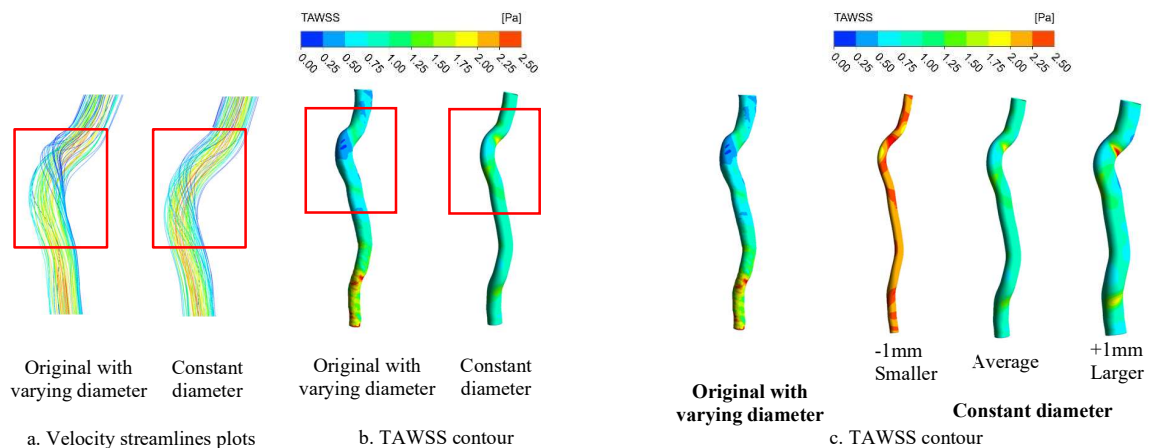 TAWSS [Pa]
0.00 0.25 0.50 0.75 1.00 1.25 1.50 1.75 2.00 2.25 2.50
TAWSS [Pa]
0.00 0.25 0.50 0.75 1.00 1.25 1.50 1.75 2.00 2.25 2.50
Original with
varying diameter
Constant
diameter
Original with
varying diameter
Constant
diameter
-1mm
Smaller
Average
+1mm
Larger
Original with
varying diameter
Constant diameter
a. Velocity streamlines plots
b. TAWSS contour
c. TAWSS contour